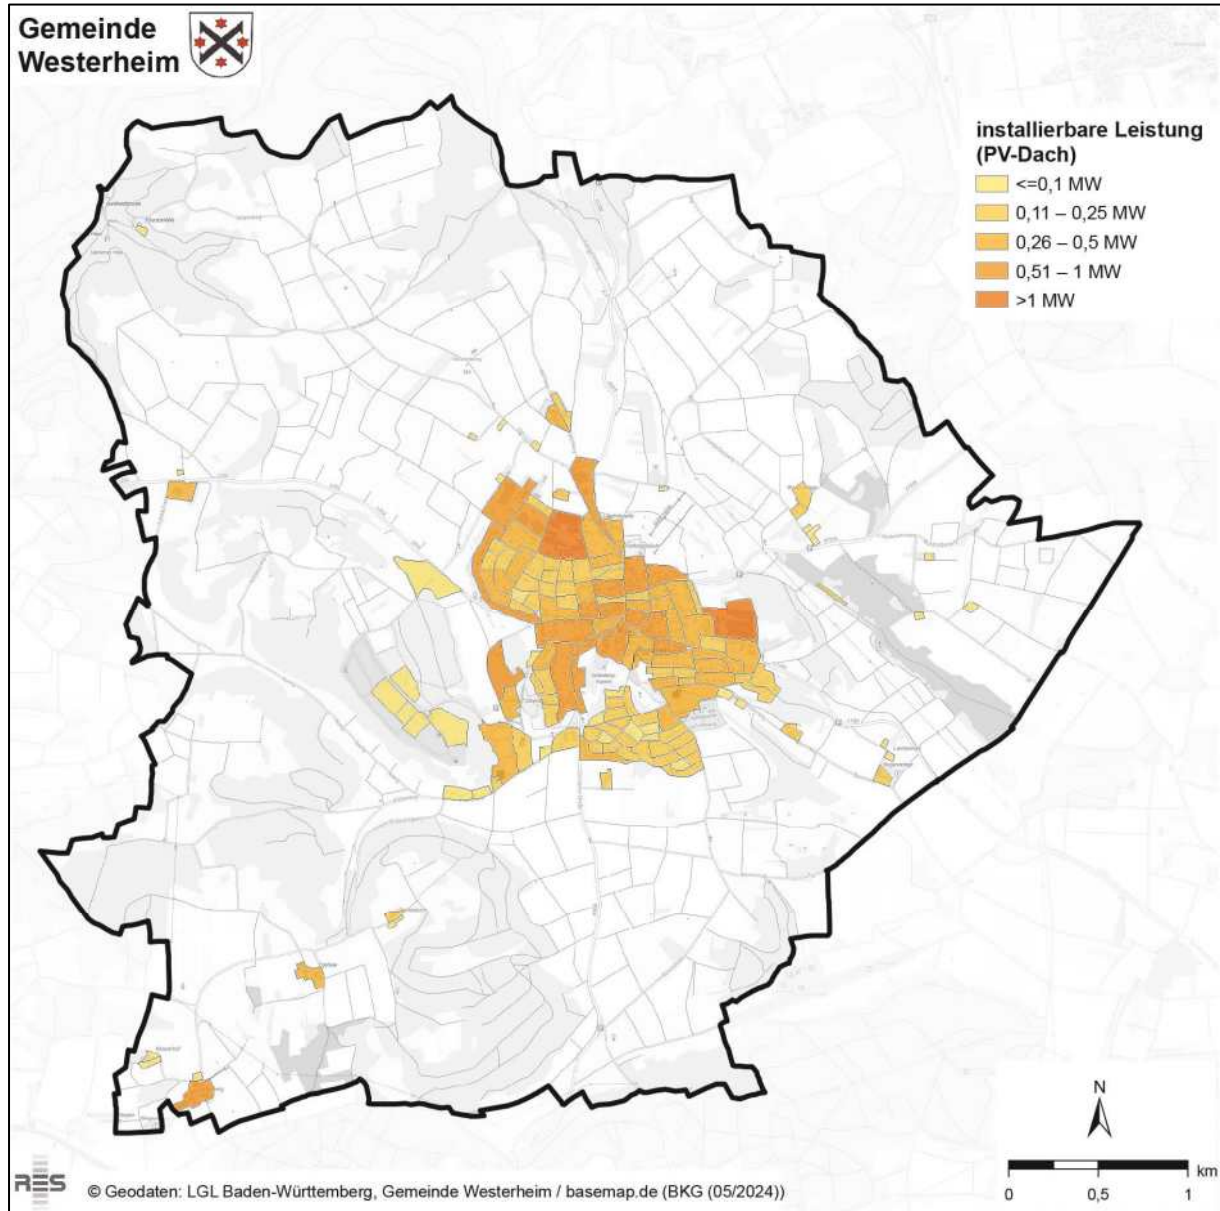 Gemeinde
Westerheim
installierbare Leistung
(PV-Dach)
<=0,1 MW
0,11 – 0,25 MW
0,26 – 0,5 MW
0,51 – 1 MW
>1 MW
N
km
0 0,5 1
RES
© Geodaten: LGL Baden-Württemberg, Gemeinde Westerheim / basemap.de (BKG (05/2024))